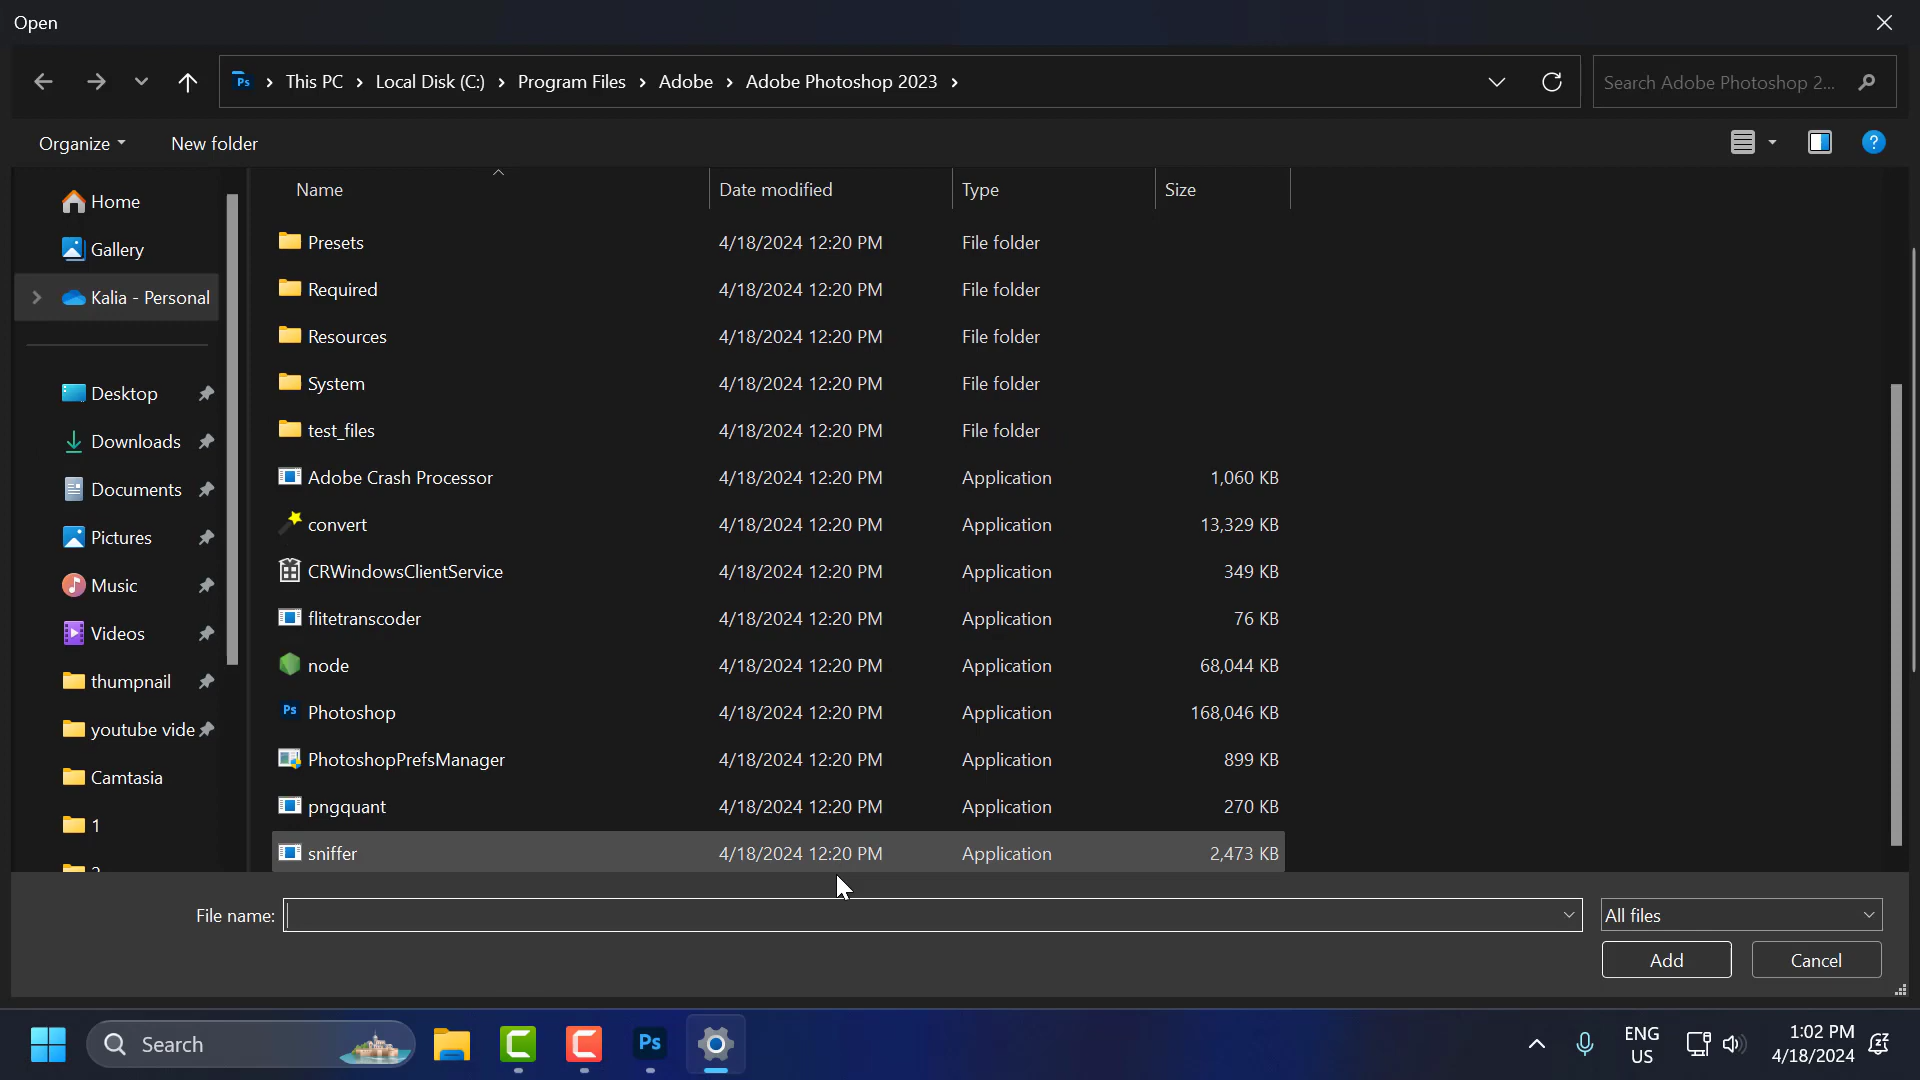 Open
This PC Local Disk (C:) Program Files Adobe Adobe Photoshop 2023
Search Adobe Photoshop 2...
Organize New folder
Home
Gallery
Kalia - Personal
Desktop
Downloads
Documents
Pictures
Music
Videos
thumpnail
youtube vide
Camtasia
1
Name Date modified Type Size
Presets 4/18/2024 12:20 PM File folder
Required 4/18/2024 12:20 PM File folder
Resources 4/18/2024 12:20 PM File folder
System 4/18/2024 12:20 PM File folder
test_files 4/18/2024 12:20 PM File folder
Adobe Crash Processor 4/18/2024 12:20 PM Application 1,060 KB
convert 4/18/2024 12:20 PM Application 13,329 KB
CRWindowsClientService 4/18/2024 12:20 PM Application 349 KB
flitetranscoder 4/18/2024 12:20 PM Application 76 KB
node 4/18/2024 12:20 PM Application 68,044 KB
Ps Photoshop 4/18/2024 12:20 PM Application 168,046 KB
PhotoshopPrefsManager 4/18/2024 12:20 PM Application 899 KB
pngquant 4/18/2024 12:20 PM Application 270 KB
sniffer 4/18/2024 12:20 PM Application 2,473 KB
File name: All files
Add Cancel
Search Ps ENG US 1:02 PM
4/18/2024